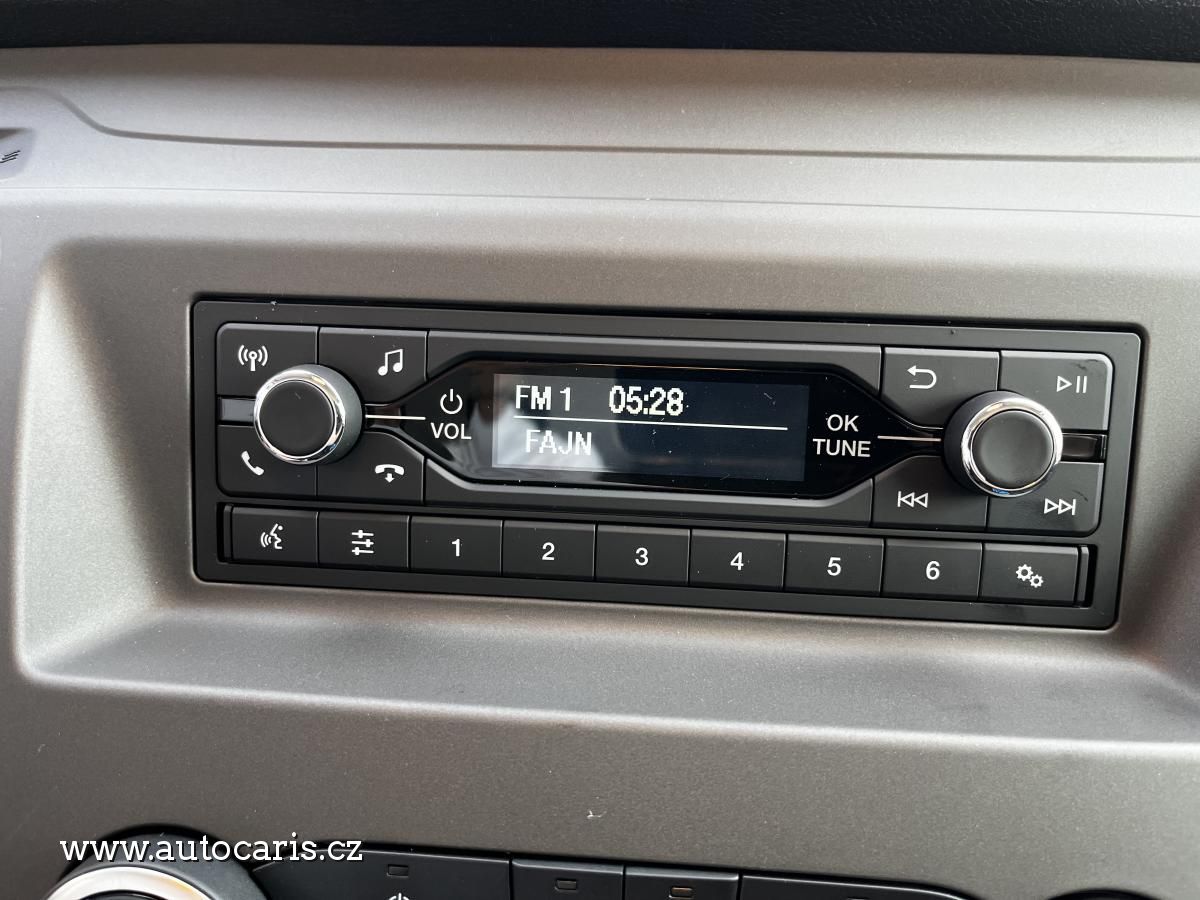 FM 1 05:28
FAJN
VOL
OK
TUNE
1 2 3 4 5 6
www.autocaris.cz